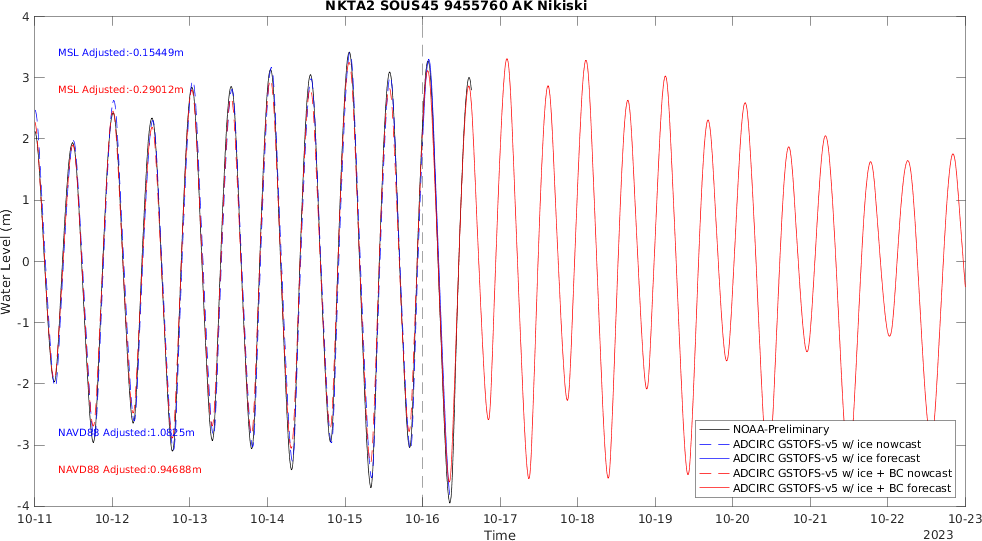 NKTA2 SOUS45 9455760 AK Nikiski
4
3
2
1
0
-1
-2
-3
-4
Water Level (m)
MSL Adjusted:-0.15449m
MSL Adjusted:-0.29012m
NAVD88 Adjusted:1.0825m
NAVD88 Adjusted:0.94688m
NOAA-Preliminary
ADCIRC GSTOFS-v5 w/ ice nowcast
ADCIRC GSTOFS-v5 w/ ice forecast
ADCIRC GSTOFS-v5 w/ ice + BC nowcast
ADCIRC GSTOFS-v5 w/ ice + BC forecast
10-11 10-12 10-13 10-14 10-15 10-16 10-17 10-18 10-19 10-20 10-21 10-22 10-23
Time
2023